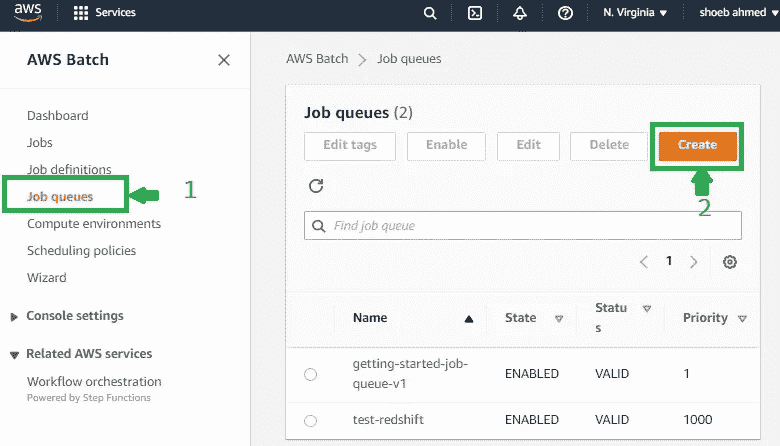 aws
Services
N. Virginia
shoeb ahmed
AWS Batch
AWS Batch
Job queues
Dashboard
Jobs
Job definitions
Job queues
1
Compute environments
Scheduling policies
Wizard
Console settings
Related AWS services
Workflow orchestration
Powered by Step Functions
Job queues (2)
Edit tags
Enable
Edit
Delete
Create
2
Find job queue
1
Name
State
Statu
s
Priority
getting-started-job-
queue-v1
ENABLED
VALID
1
test-redshift
ENABLED
VALID
1000